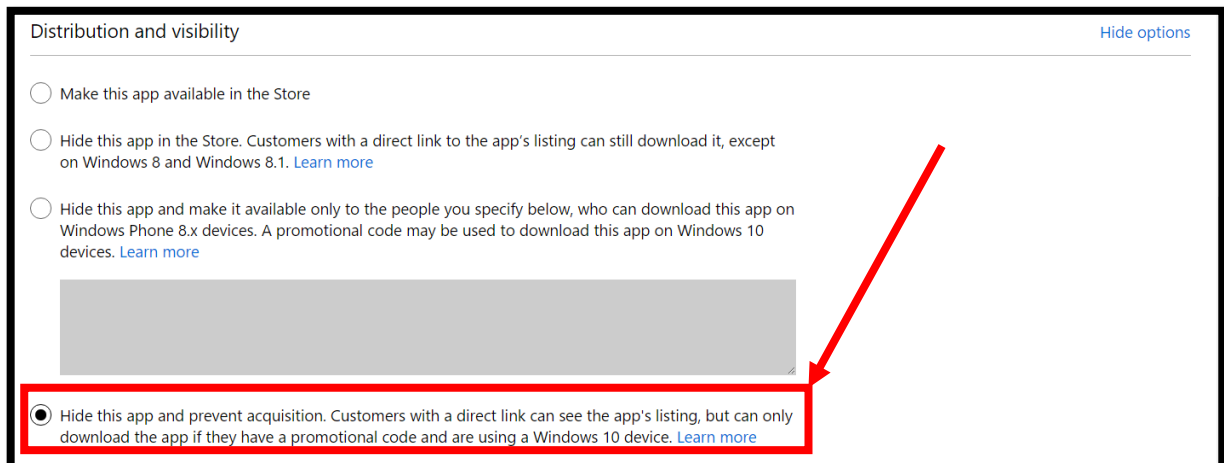 Distribution and visibility
Hide options
Make this app available in the Store
Hide this app in the Store. Customers with a direct link to the app's listing can still download it, except
on Windows 8 and Windows 8.1. Learn more
Hide this app and make it available only to the people you specify below, who can download this app on
Windows Phone 8.x devices. A promotional code may be used to download this app on Windows 10
devices. Learn more
Hide this app and prevent acquisition. Customers with a direct link can see the app's listing, but can only
download the app if they have a promotional code and are using a Windows 10 device. Learn more